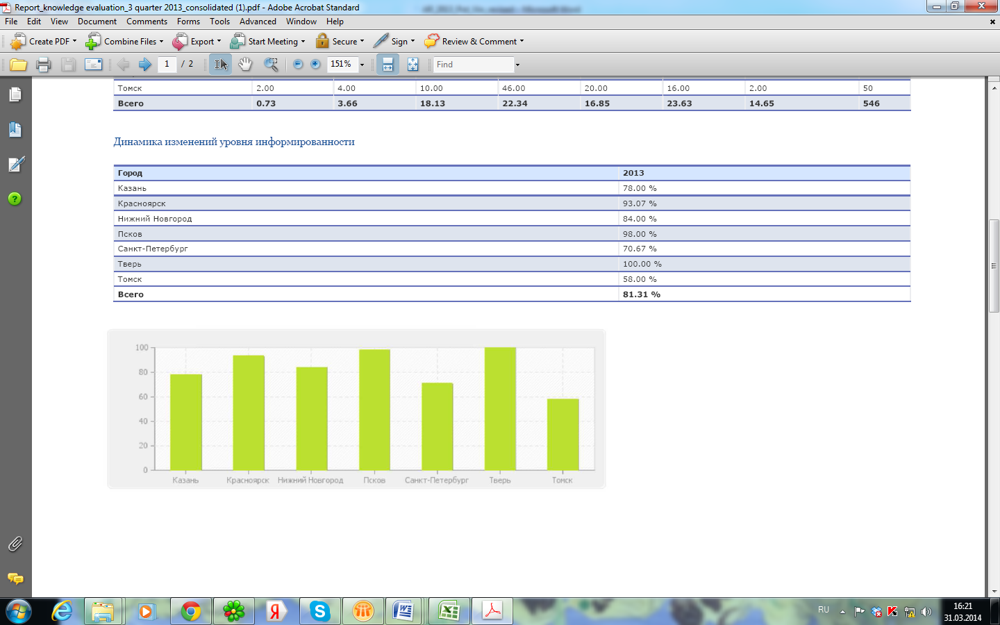 Report_knowledge evaluation_3 quarter 2013_consolidated (1).pdf - Adobe Acrobat Standard
File Edit View Document Comments Forms Tools Advanced Window Help
Create PDF Combine Files Export Start Meeting Secure Sign Review & Comment
1 / 2 151% Find
Томск 2.00 4.00 10.00 46.00 20.00 16.00 2.00 50
Всего 0.73 3.66 18.13 22.34 16.85 23.63 14.65 546
Динамика изменений уровня информированности
Город 2013
Казань 78.00 %
Красноярск 93.07 %
Нижний Новгород 84.00 %
Псков 98.00 %
Санкт-Петербург 70.67 %
Тверь 100.00 %
Томск 58.00 %
Всего 81.31 %
100
80
60
40
20
0
Казань Красноярск Нижний Новгород Псков Санкт-Петербург Тверь Томск
RU 16:21
31.03.2014